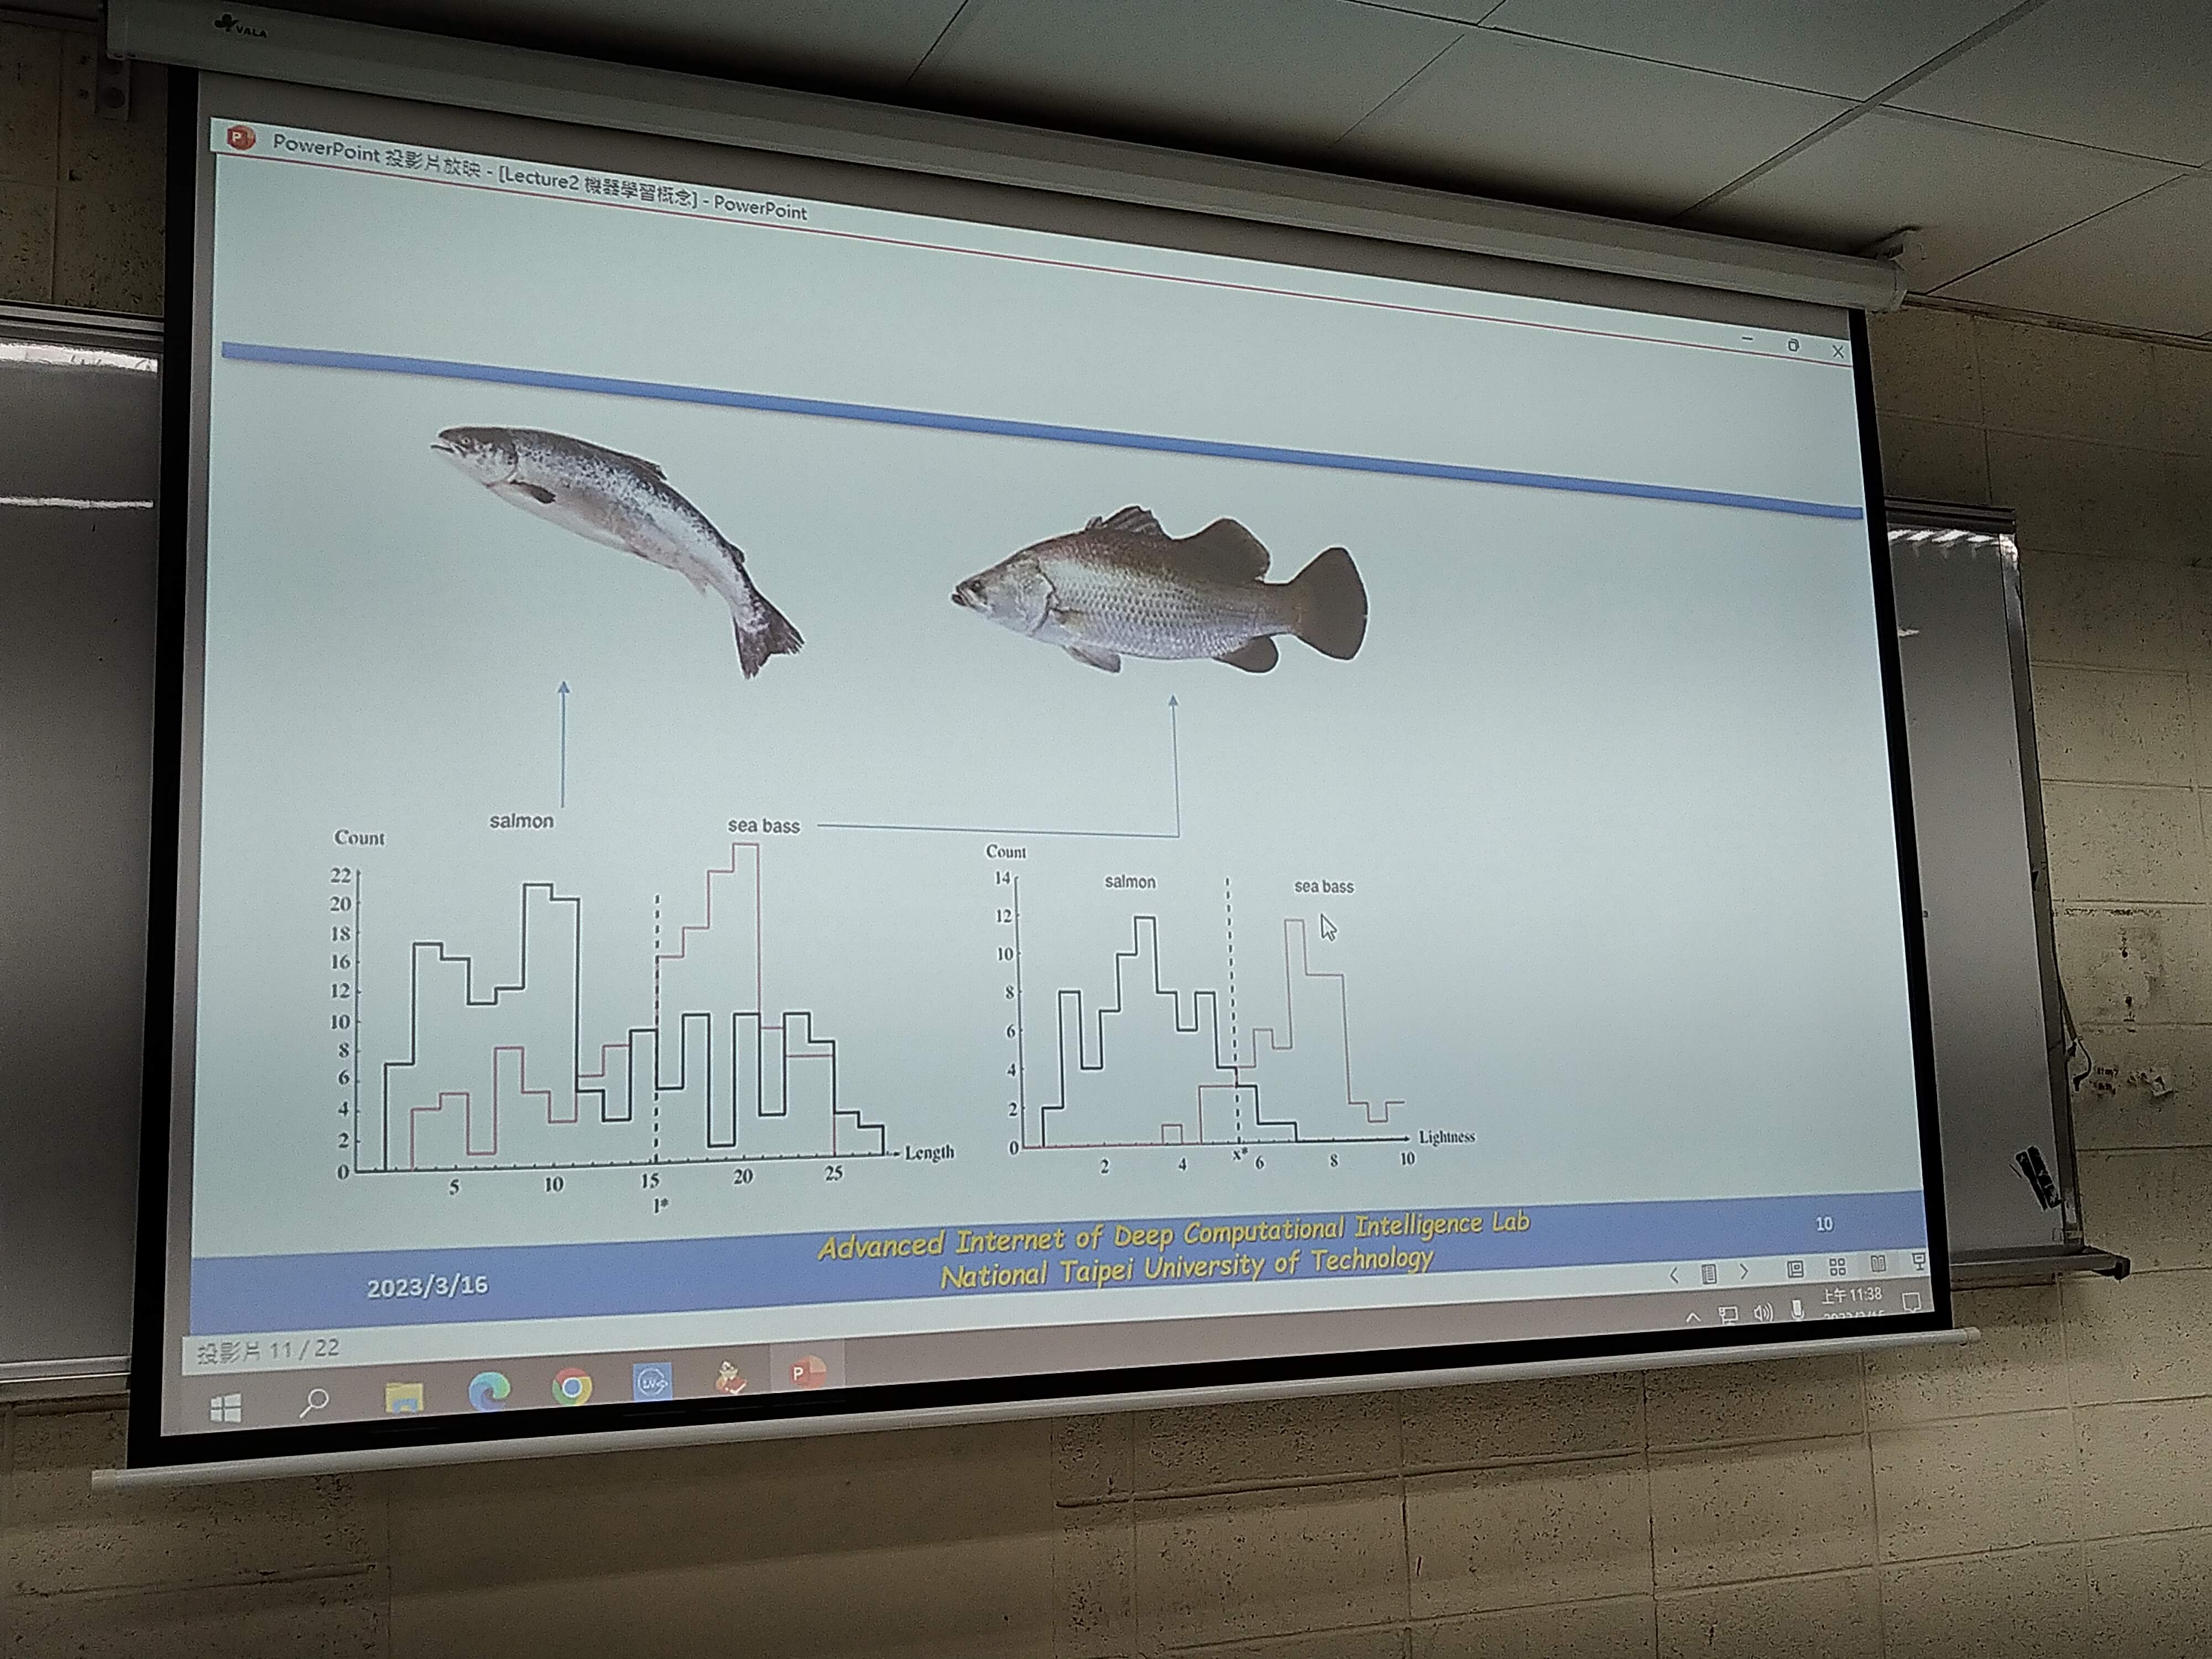 VALA
PowerPoint 投影片放映 - [Lecture2 機器學習概念] - PowerPoint
salmon
sea bass
Count
22
20
18
16
12
10
8
6
4
2
0
5
10
15
20
25
Length
l*
Count
salmon
sea bass
14
12
10
8
6
4
2
0
2
4
x*
6
8
10
Lightness
2023/3/16
Advanced Internet of Deep Computational Intelligence Lab
National Taipei University of Technology
10
投影片 11 / 22
上午 11:38